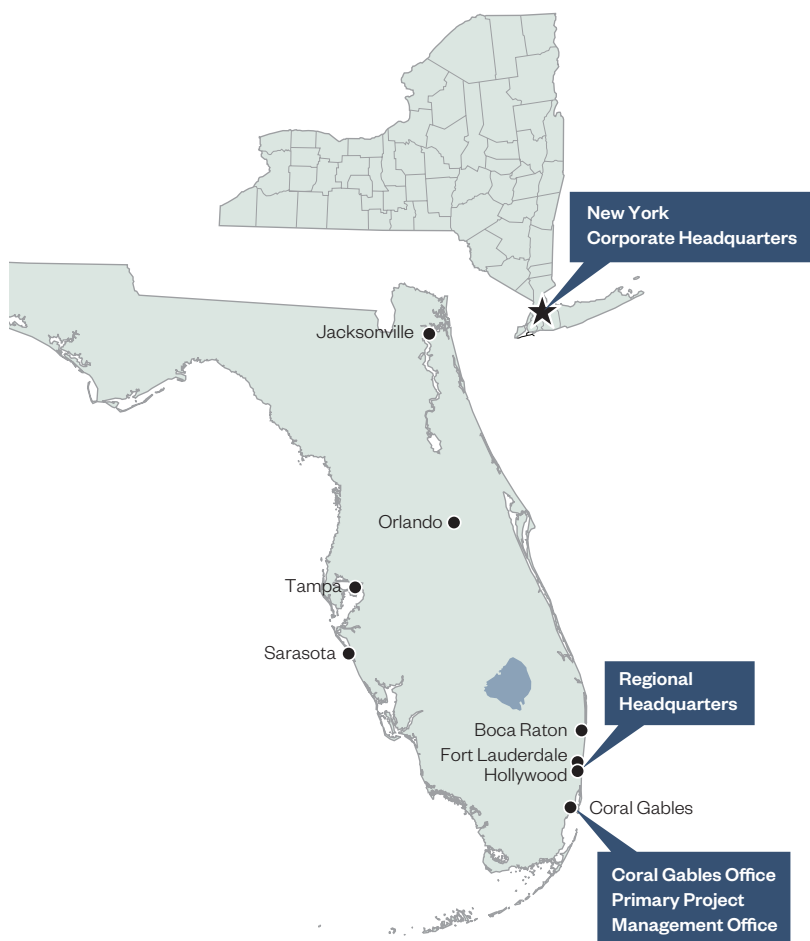 New York
Corporate Headquarters
Jacksonville
Orlando
Tampa
Sarasota
Regional
Headquarters
Boca Raton
Fort Lauderdale
Hollywood
Coral Gables
Coral Gables Office
Primary Project
Management Office